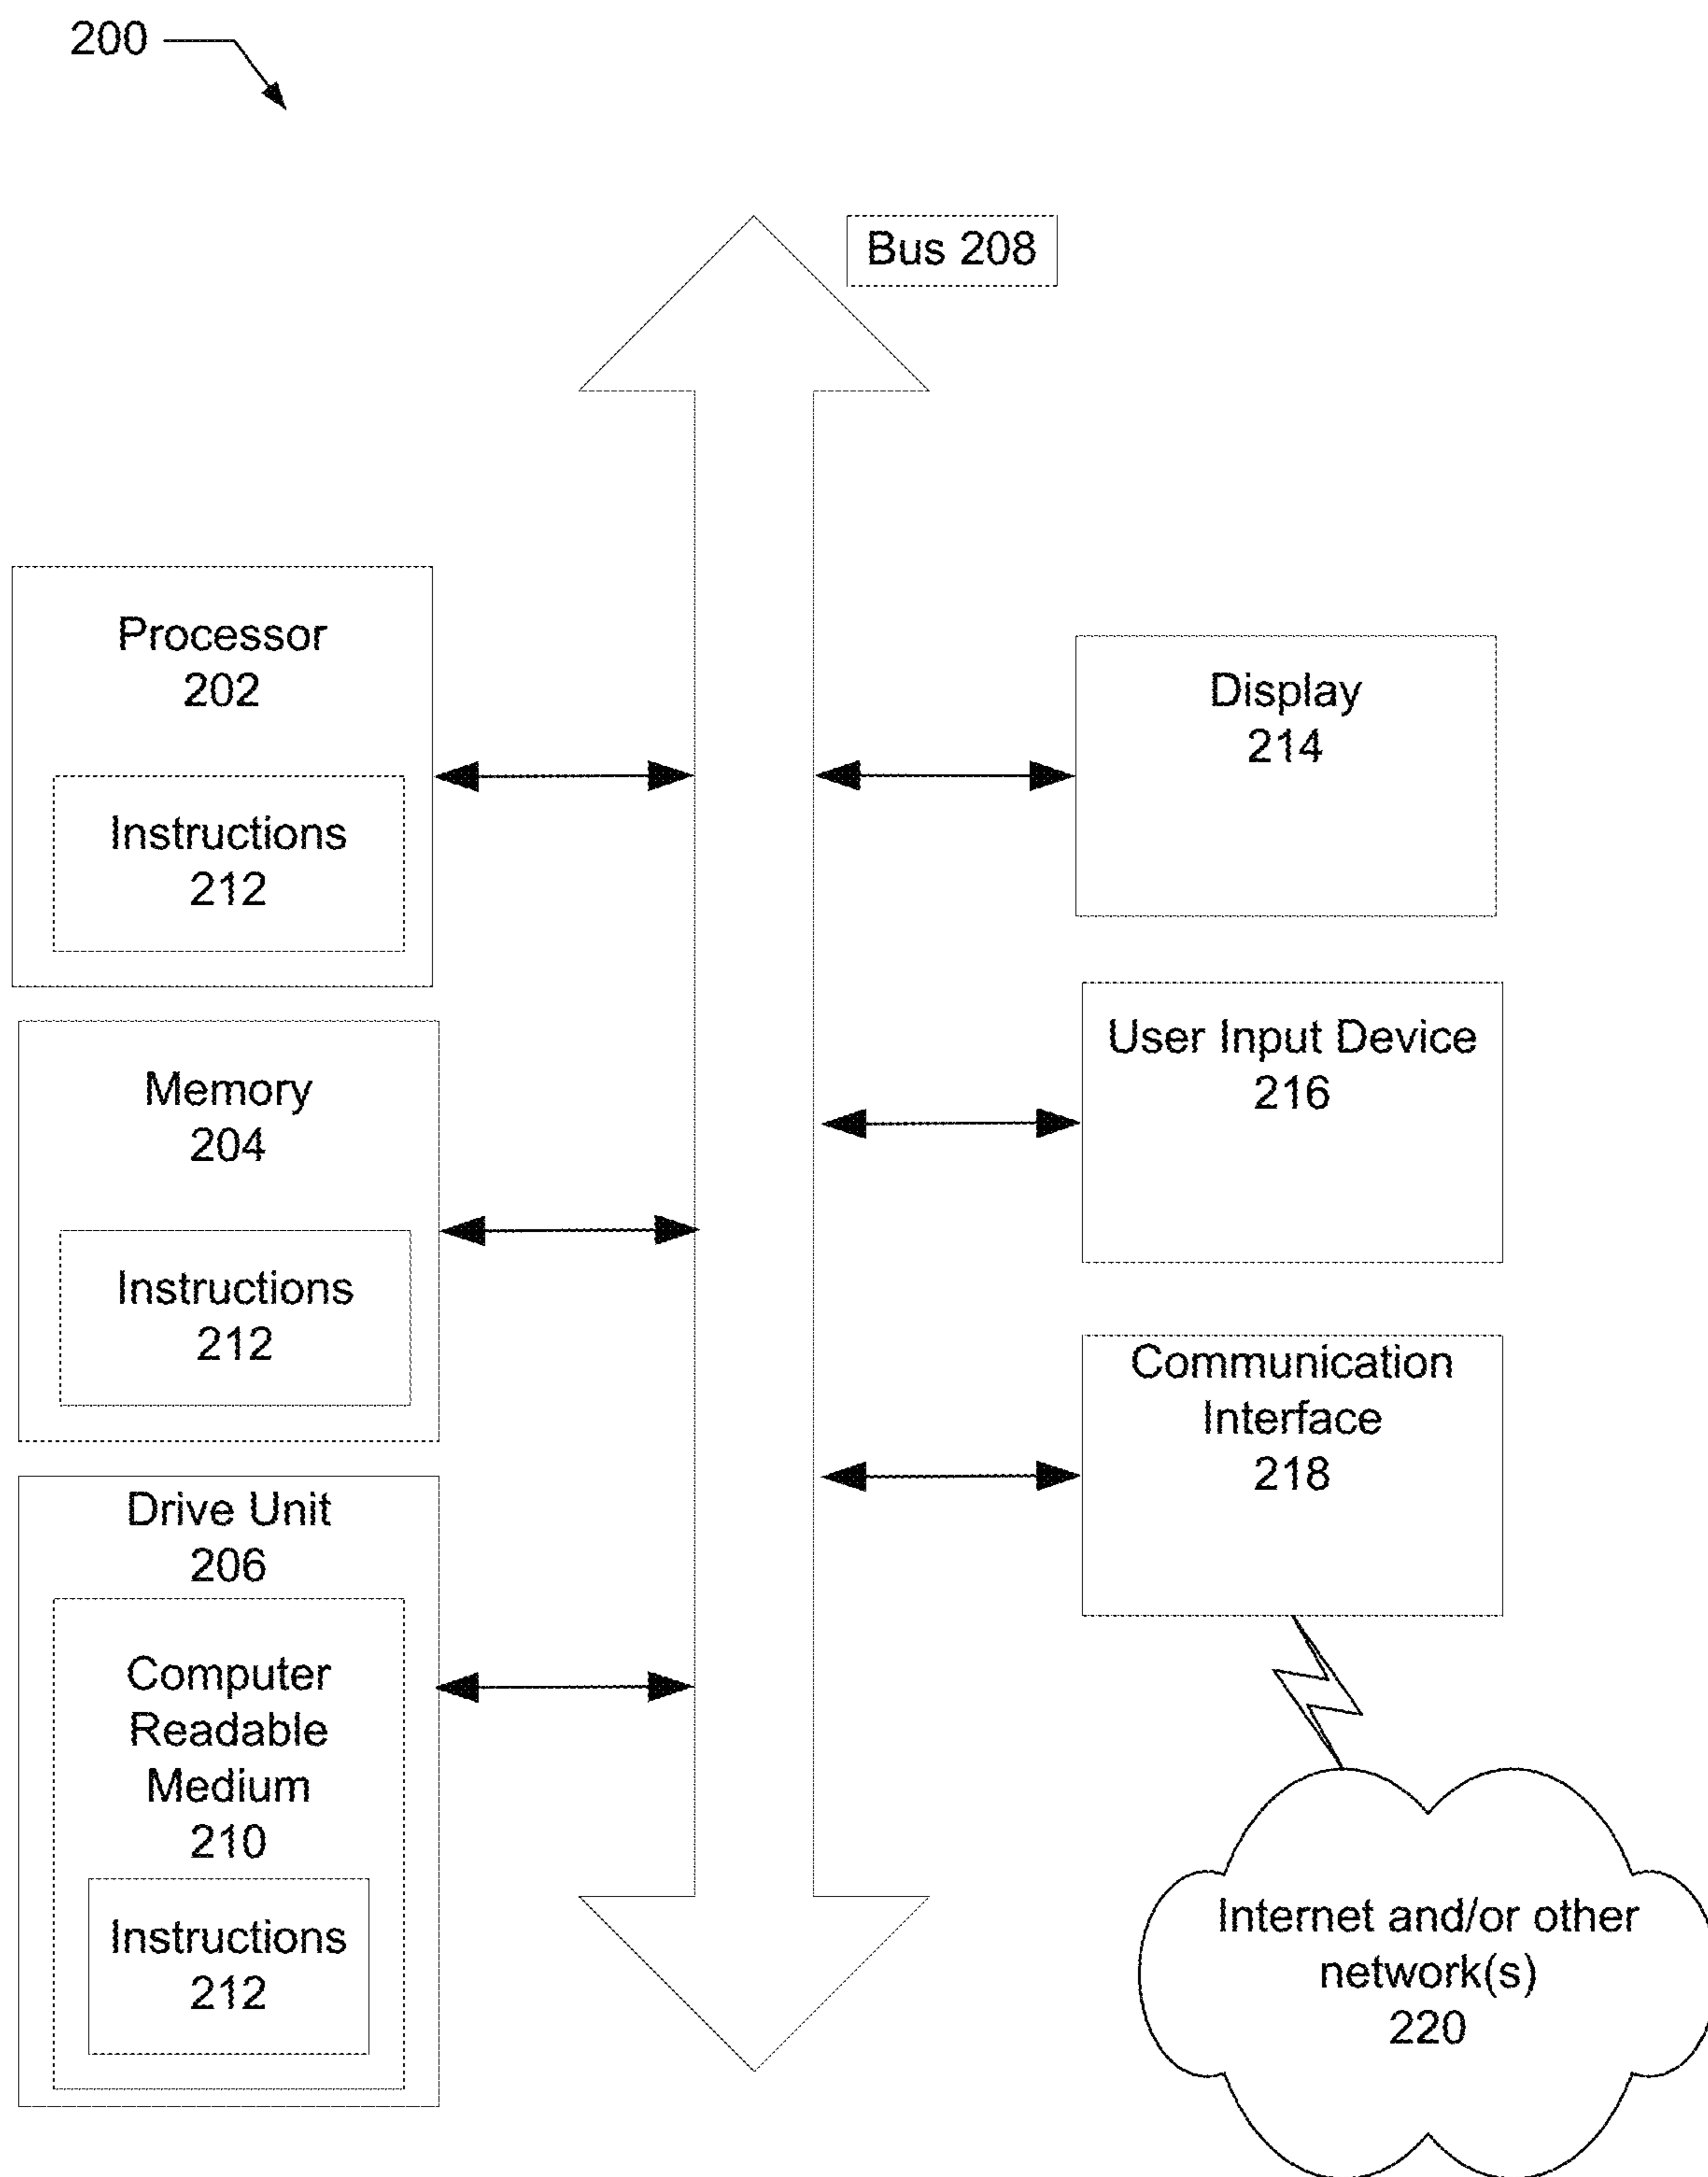 200
Bus 208
Processor
202
Instructions
212
Memory
204
Instructions
212
Drive Unit
206
Computer
Readable
Medium
210
Instructions
212
Display
214
User Input Device
216
Communication
Interface
218
Internet and/or other
network(s)
220